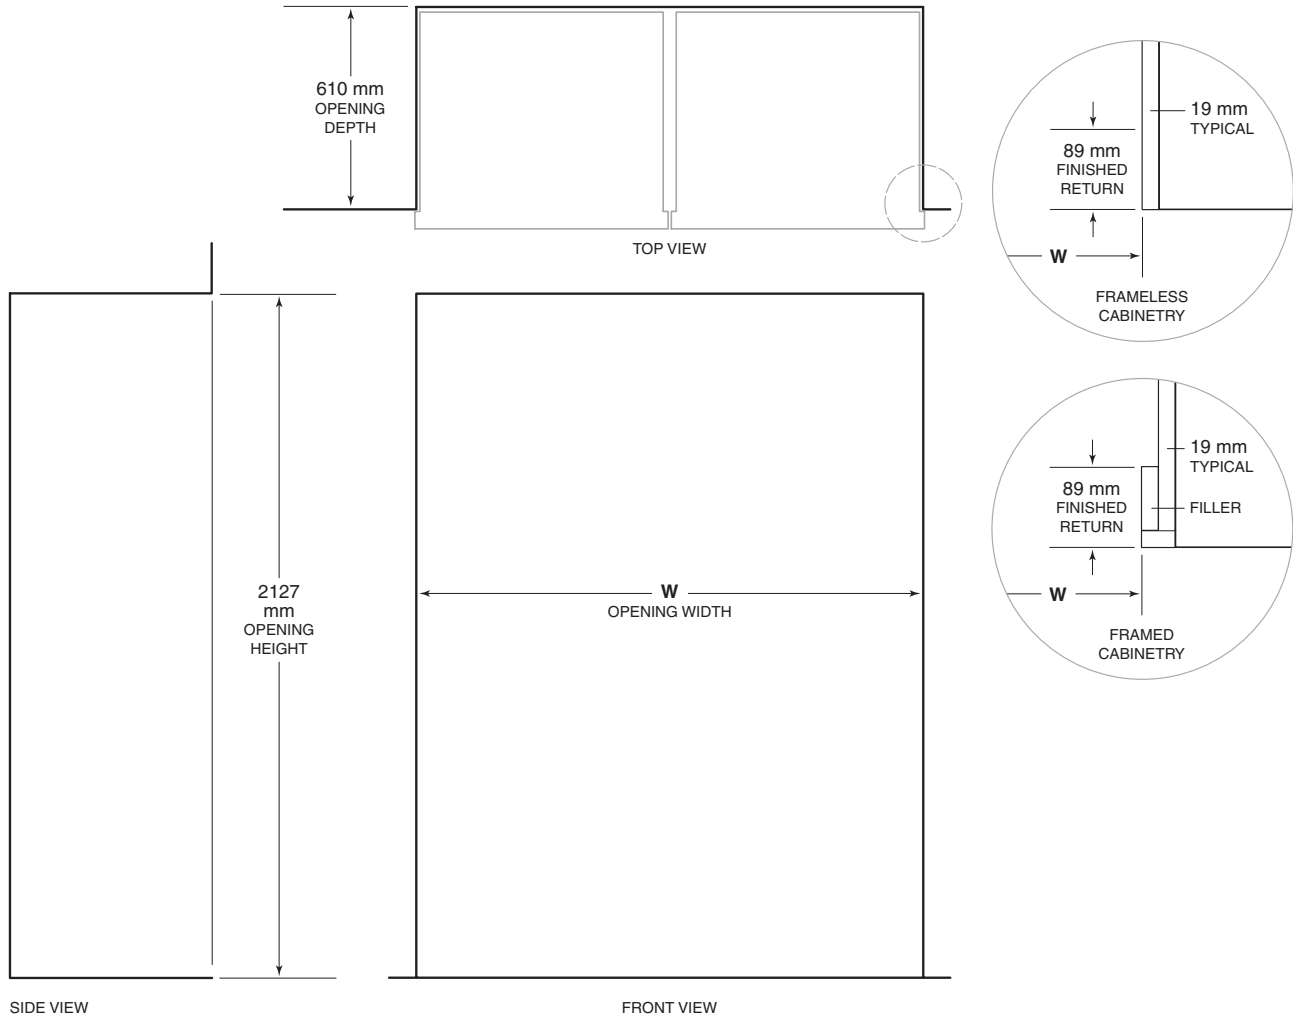 610 mm
OPENING
DEPTH
TOP VIEW
19 mm
TYPICAL
89 mm
FINISHED
RETURN
W
FRAMELESS
CABINETRY
19 mm
TYPICAL
89 mm
FINISHED
RETURN
FILLER
W
FRAMED
CABINETRY
2127
mm
OPENING
HEIGHT
W
OPENING WIDTH
SIDE VIEW
FRONT VIEW